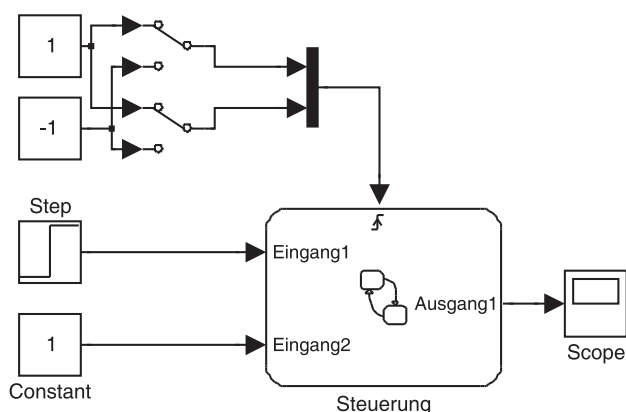 1
-1
Step
Eingang1
Ausgang1
1
Eingang2
Constant
Scope
Steuerung